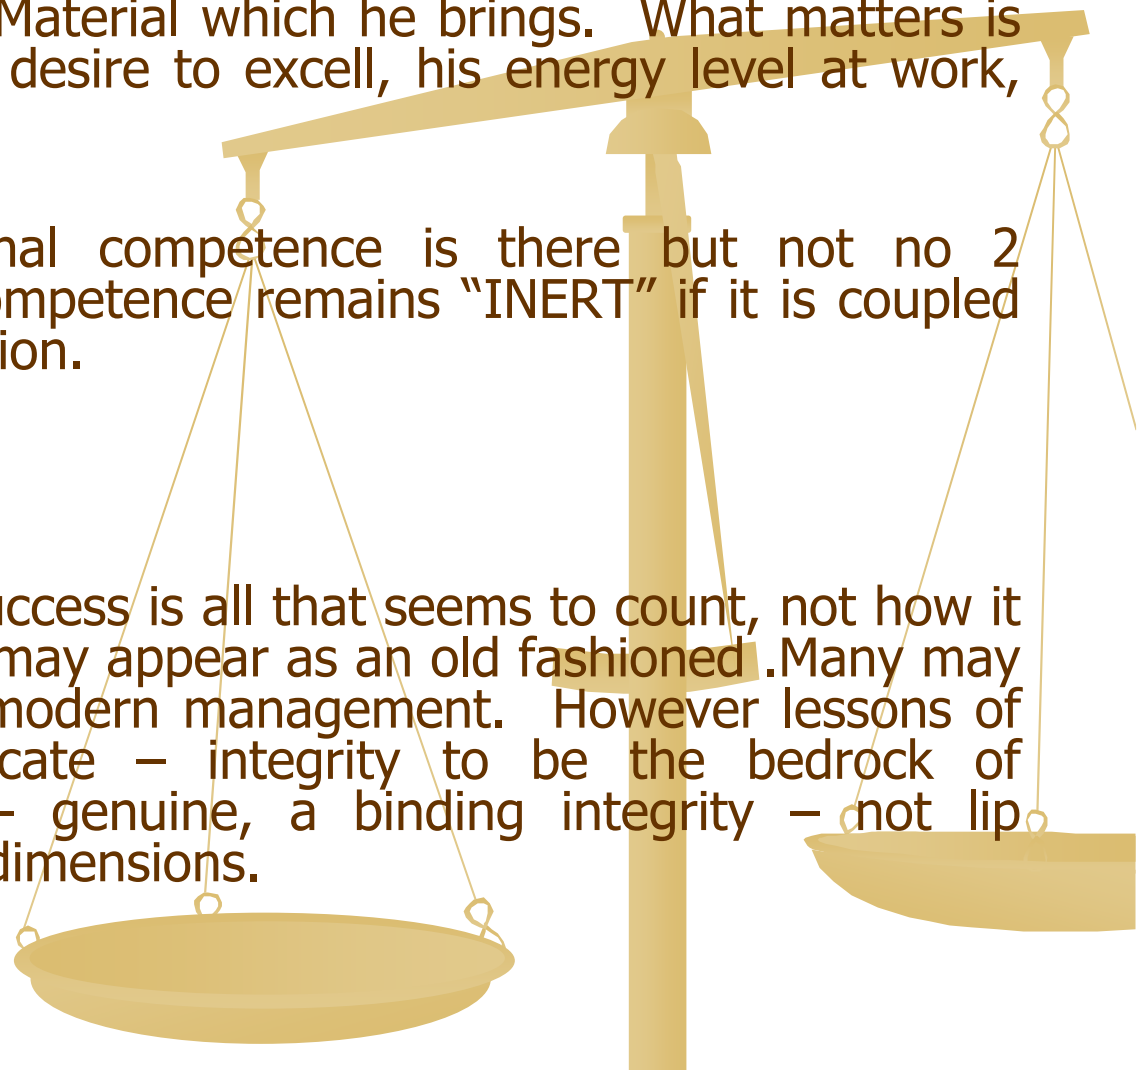 Material which he brings. What matters is
desire to excell, his energy level at work,
nal competence is there but not no 2
ompetence remains “INERT” if it is coupled
ion.
uccess is all that seems to count, not how it
may appear as an old fashioned .Many may
modern management. However lessons of
cate – integrity to be the bedrock of
– genuine, a binding integrity – not lip
dimensions.